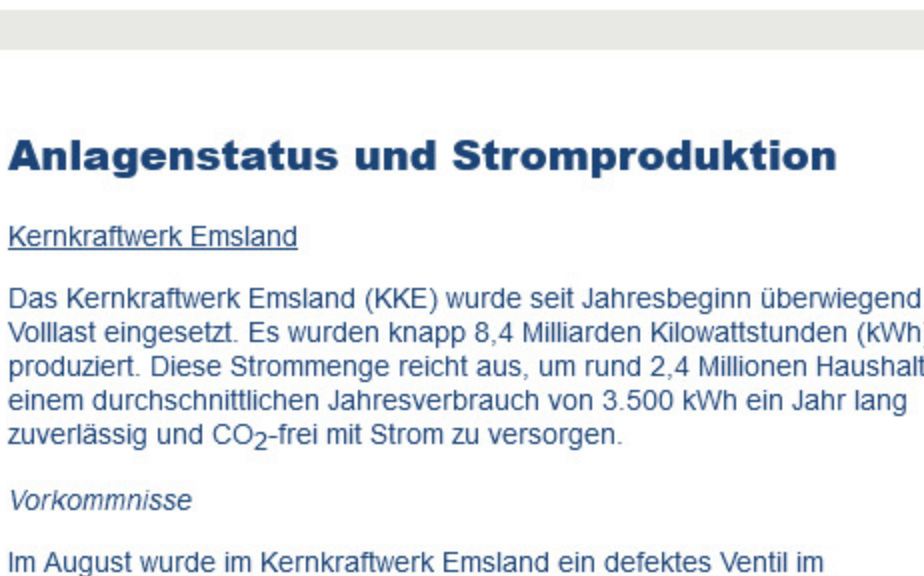 Anlagenstatus und Stromproduktion
Kernkraftwerk Emsland
Das Kernkraftwerk Emsland (KKE) wurde seit Jahresbeginn überwiegend
Volllast eingesetzt. Es wurden knapp 8,4 Milliarden Kilowattstunden (kWh
produziert. Diese Strommenge reicht aus, um rund 2,4 Millionen Haushalt
einem durchschnittlichen Jahresverbrauch von 3.500 kWh ein Jahr lang
zuverlässig und CO₂-frei mit Strom zu versorgen.
Vorkommnisse
Im August wurde im Kernkraftwerk Emsland ein defektes Ventil im